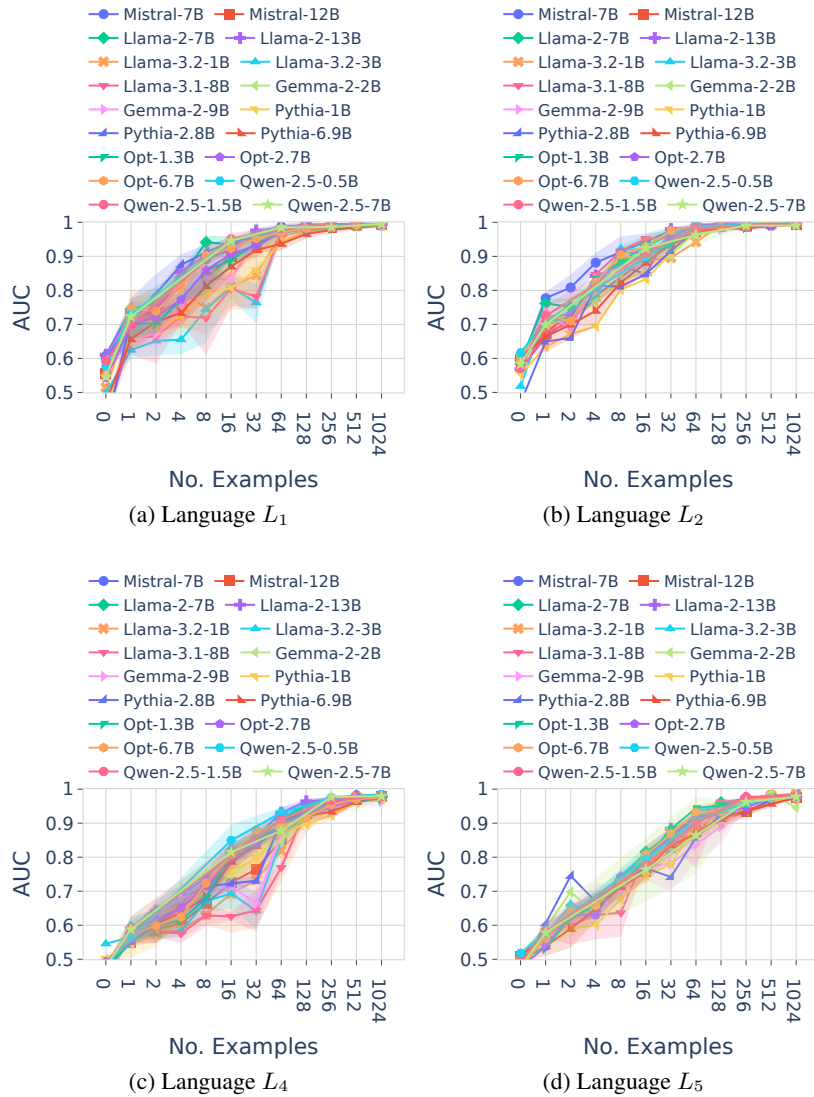 Mistral-7B Mistral-12B
Llama-2-7B Llama-2-13B
Llama-3.2-1B Llama-3.2-3B
Llama-3.1-8B Gemma-2-2B
Gemma-2-9B Pythia-1B
Pythia-2.8B Pythia-6.9B
Opt-1.3B Opt-2.7B
Opt-6.7B Qwen-2.5-0.5B
Qwen-2.5-1.5B Qwen-2.5-7B
1
0.9
0.8
0.7
0.6
0.5
AUC
0 1 2 4 8 16 32 64 128 256 512 1024
No. Examples
(a) Language L₁
Mistral-7B Mistral-12B
Llama-2-7B Llama-2-13B
Llama-3.2-1B Llama-3.2-3B
Llama-3.1-8B Gemma-2-2B
Gemma-2-9B Pythia-1B
Pythia-2.8B Pythia-6.9B
Opt-1.3B Opt-2.7B
Opt-6.7B Qwen-2.5-0.5B
Qwen-2.5-1.5B Qwen-2.5-7B
1
0.9
0.8
0.7
0.6
0.5
AUC
0 1 2 4 8 16 32 64 128 256 512 1024
No. Examples
(b) Language L₂
Mistral-7B Mistral-12B
Llama-2-7B Llama-2-13B
Llama-3.2-1B Llama-3.2-3B
Llama-3.1-8B Gemma-2-2B
Gemma-2-9B Pythia-1B
Pythia-2.8B Pythia-6.9B
Opt-1.3B Opt-2.7B
Opt-6.7B Qwen-2.5-0.5B
Qwen-2.5-1.5B Qwen-2.5-7B
1
0.9
0.8
0.7
0.6
0.5
AUC
0 1 2 4 8 16 32 64 128 256 512 1024
No. Examples
(c) Language L₄
Mistral-7B Mistral-12B
Llama-2-7B Llama-2-13B
Llama-3.2-1B Llama-3.2-3B
Llama-3.1-8B Gemma-2-2B
Gemma-2-9B Pythia-1B
Pythia-2.8B Pythia-6.9B
Opt-1.3B Opt-2.7B
Opt-6.7B Qwen-2.5-0.5B
Qwen-2.5-1.5B Qwen-2.5-7B
1
0.9
0.8
0.7
0.6
0.5
AUC
0 1 2 4 8 16 32 64 128 256 512 1024
No. Examples
(d) Language L₅